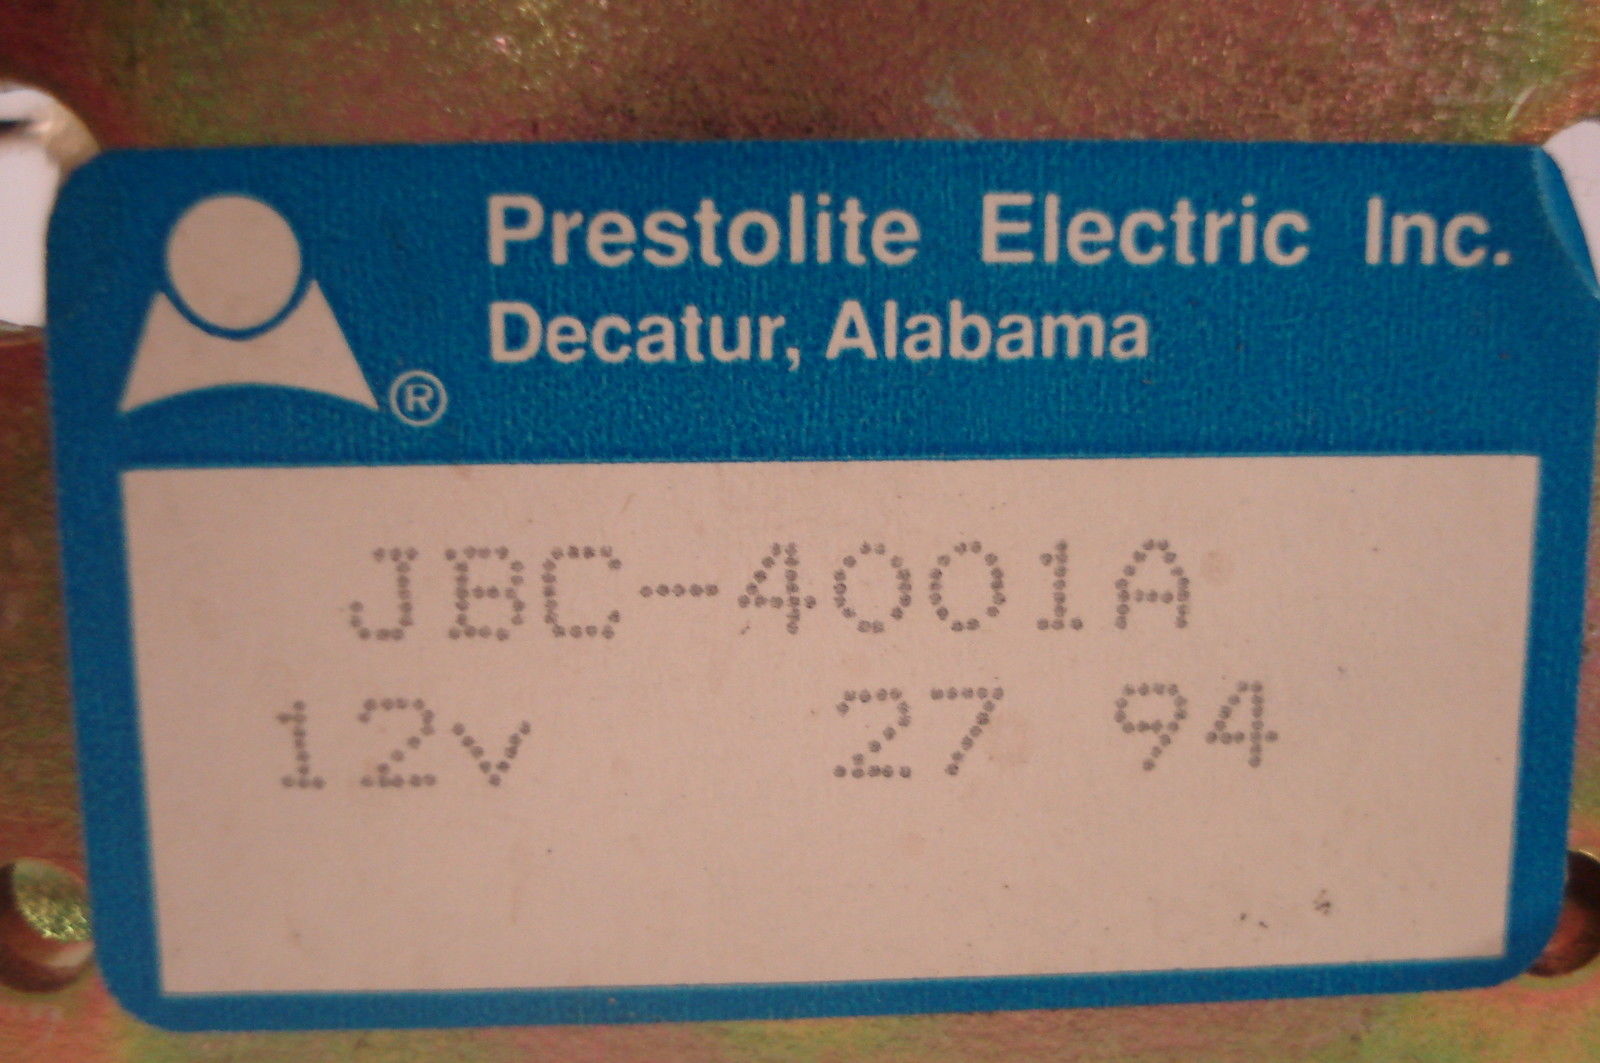 Prestolite Electric Inc.
Decatur, Alabama
®
JBC-4001A
12v 27 94